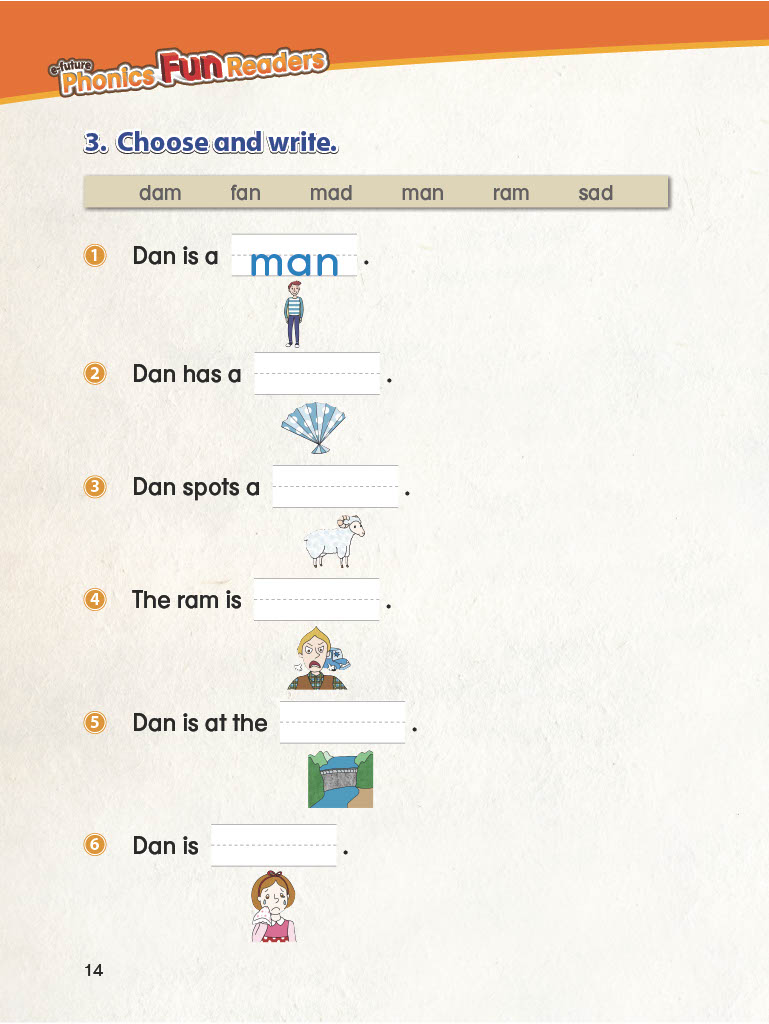 e-future
Phonics Fun Readers
3. Choose and write.
dam fan mad man ram sad
1 Dan is a man .
2 Dan has a .
3 Dan spots a .
4 The ram is .
5 Dan is at the .
6 Dan is .
14